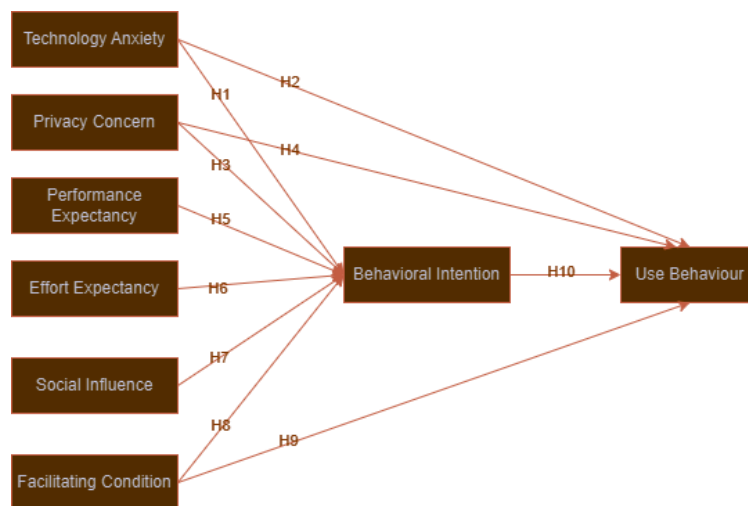 Technology Anxiety
H1
H2
Privacy Concern
H3
H4
Performance
Expectancy
H5
Behavioral Intention
H10
Use Behaviour
Effort Expectancy
H6
Social Influence
H7
H8
H9
Facilitating Condition